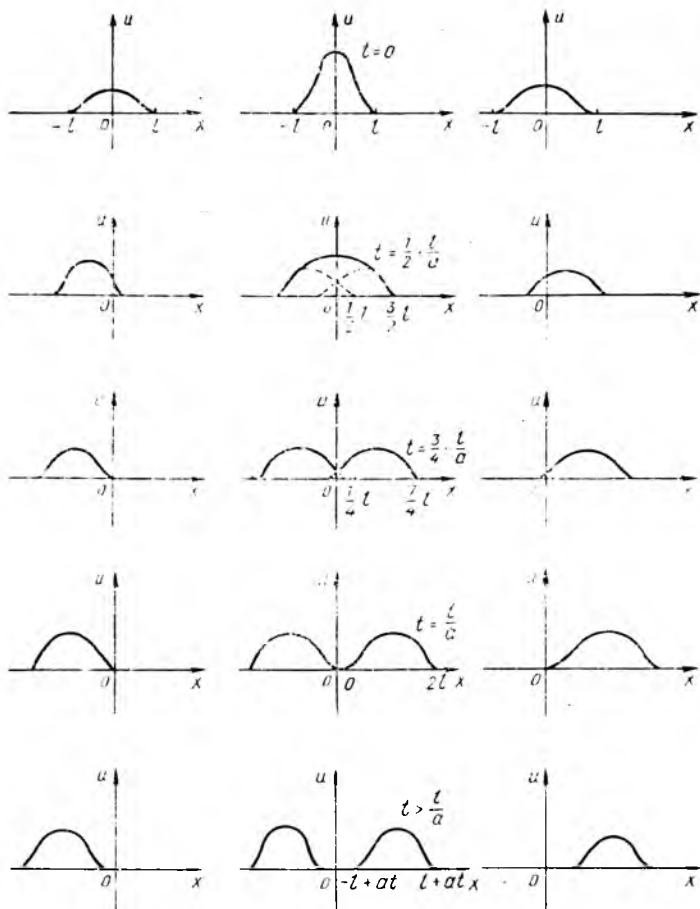 u u t=0 u
-l 0 l x -l 0 l x -l 0 l x
u u t=1/2·l/a u
0 x 0 1/2 l 3/2 l x 0 x
u t=3/4·l/a u
0 x 0 1/4 l 7/4 l x 0 x
u t=l/a
0 x 0 0 2l x 0 x
u u t>l/a u
0 x 0 -l+at l+at x 0 x